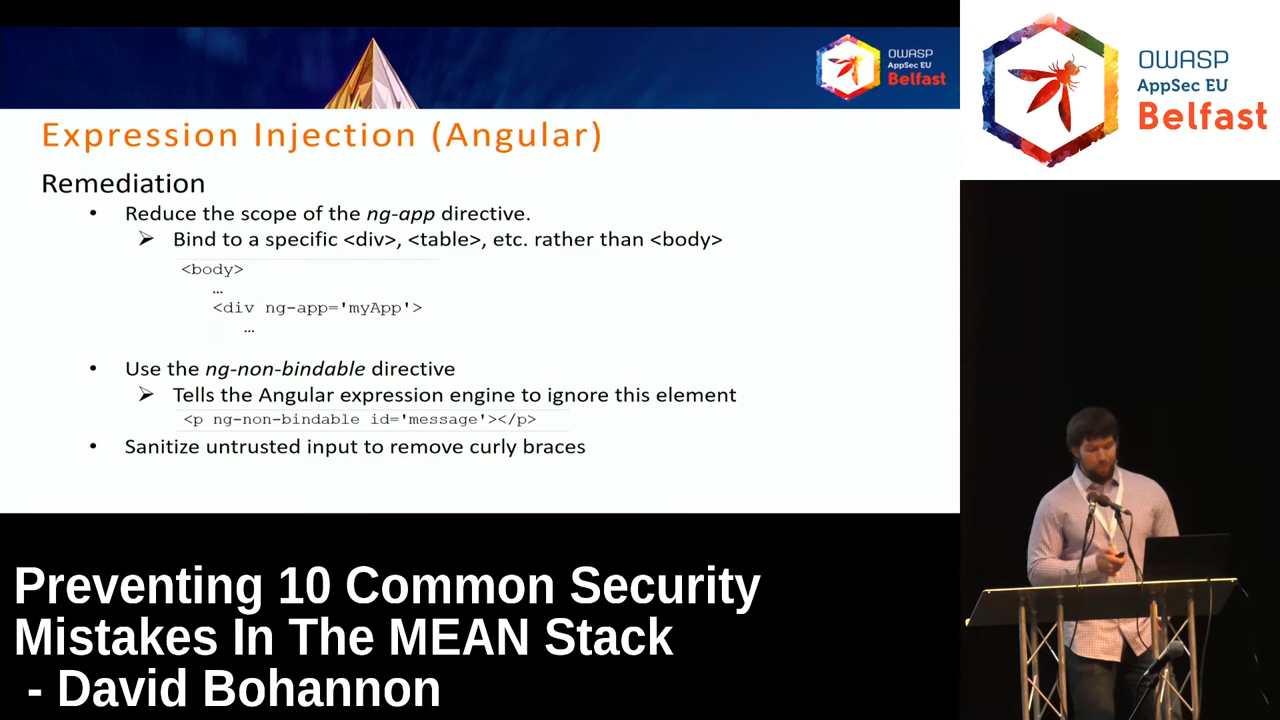 OWASP
AppSec EU
Belfast
OWASP
AppSec EU
Belfast
Expression Injection (Angular)
Remediation
• Reduce the scope of the ng-app directive.
➢ Bind to a specific <div>, <table>, etc. rather than <body>
<body>
…
<div ng-app='myApp'>
…
• Use the ng-non-bindable directive
➢ Tells the Angular expression engine to ignore this element
<p ng-non-bindable id='message'></p>
• Sanitize untrusted input to remove curly braces
Preventing 10 Common Security
Mistakes In The MEAN Stack
- David Bohannon